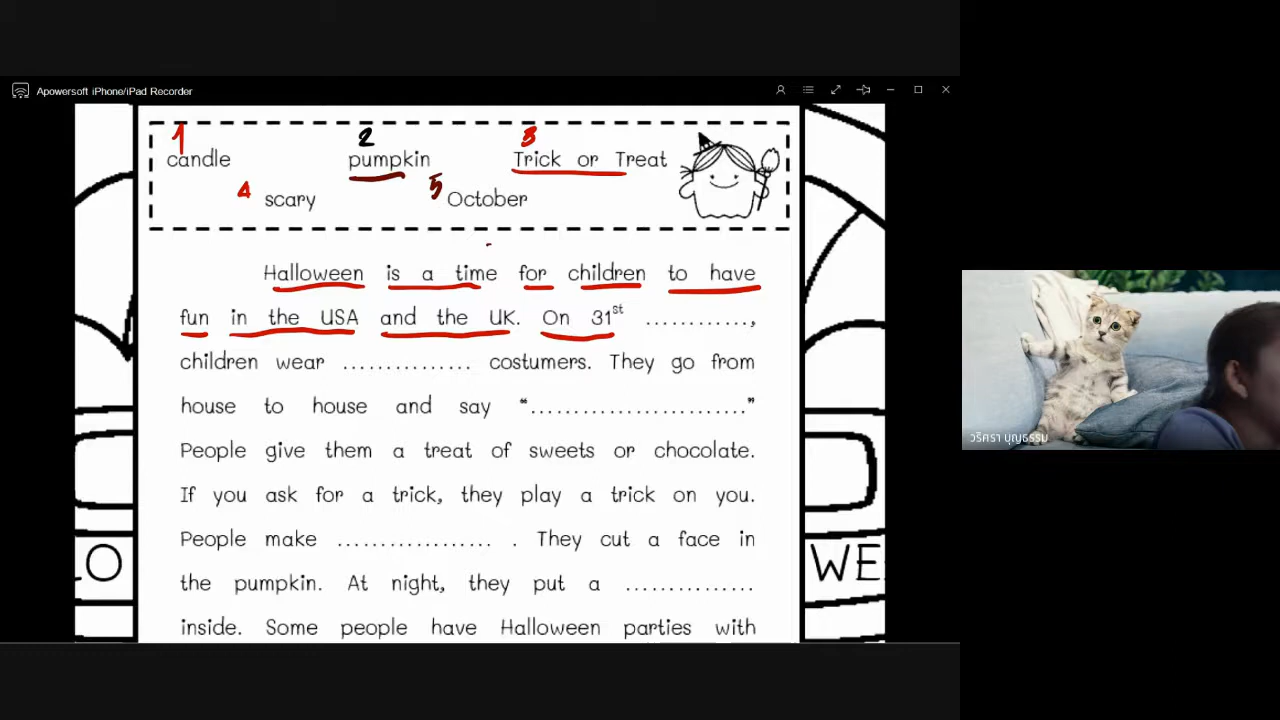 Apowersoft iPhone/iPad Recorder
1 2 3
candle pumpkin Trick or Treat
4 scary 5 October
Halloween is a time for children to have
fun in the USA and the UK. On 31st ............,
children wear ............... costumes. They go from
house to house and say “.........................”
People give them a treat of sweets or chocolate.
If you ask for a trick, they play a trick on you.
People make .................. . They cut a face in
the pumpkin. At night, they put a ...............
inside. Some people have Halloween parties with
LO
WE
วริศรา บุญธรรม